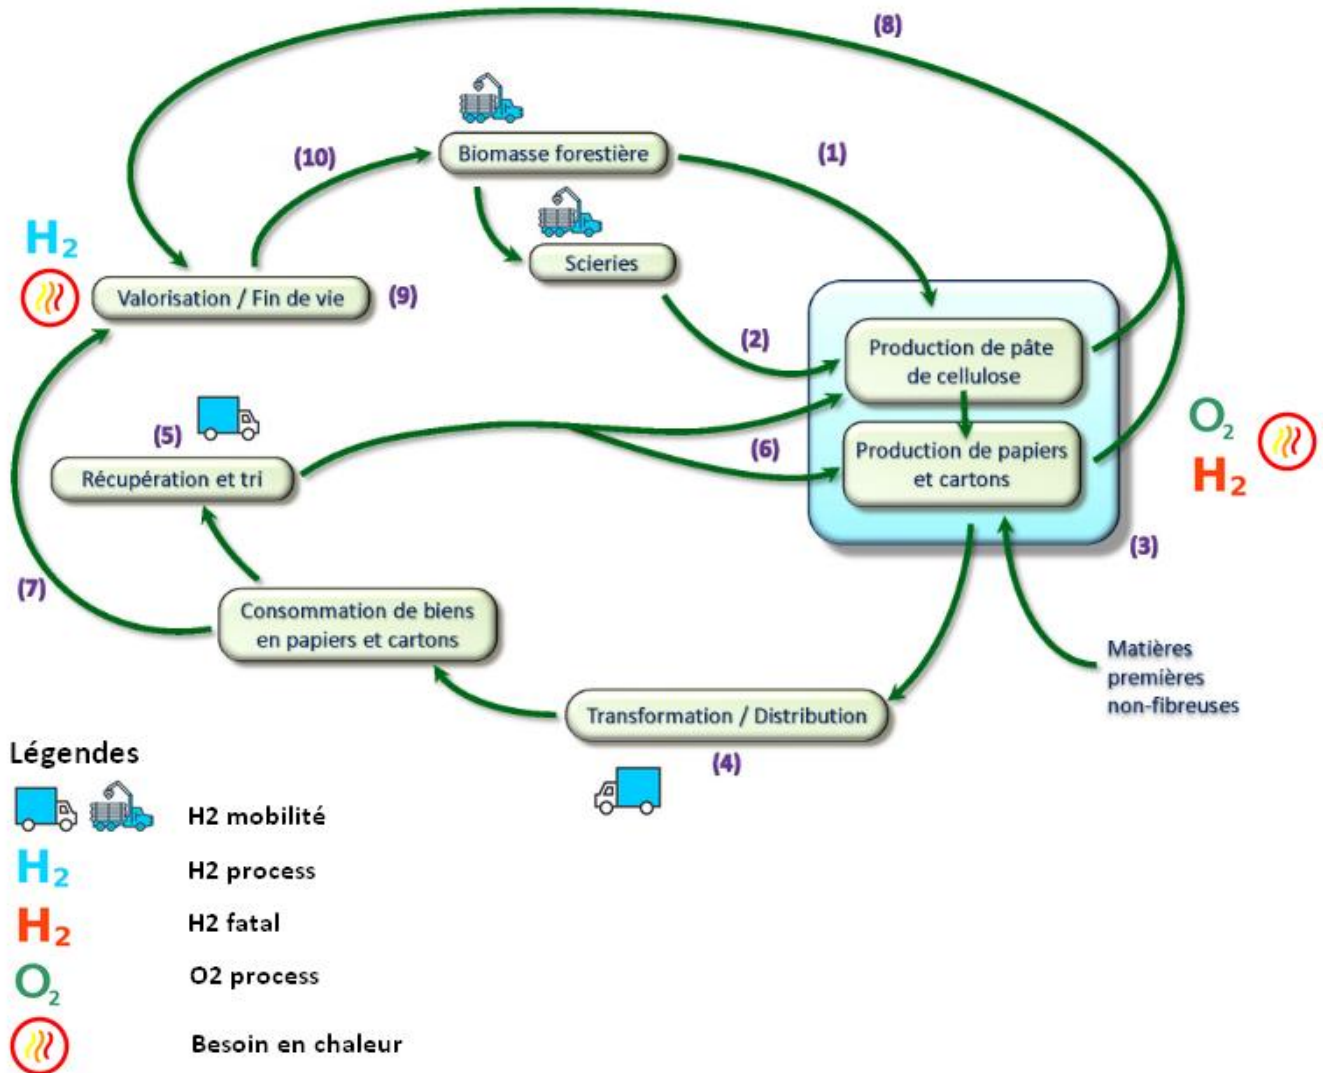 (8)
Biomasse forestière
(10)
(1)
Scieries
H₂
Valorisation / Fin de vie
(9)
(2)
Production de pâte
de cellulose
(5)
Récupération et tri
(6)
Production de papiers
et cartons
O₂
H₂
(3)
(7)
Consommation de biens
en papiers et cartons
Matières
premières
non-fibreuses
Transformation / Distribution
(4)
Légendes
H2 mobilité
H₂
H2 process
H₂
H2 fatal
O₂
O2 process
Besoin en chaleur